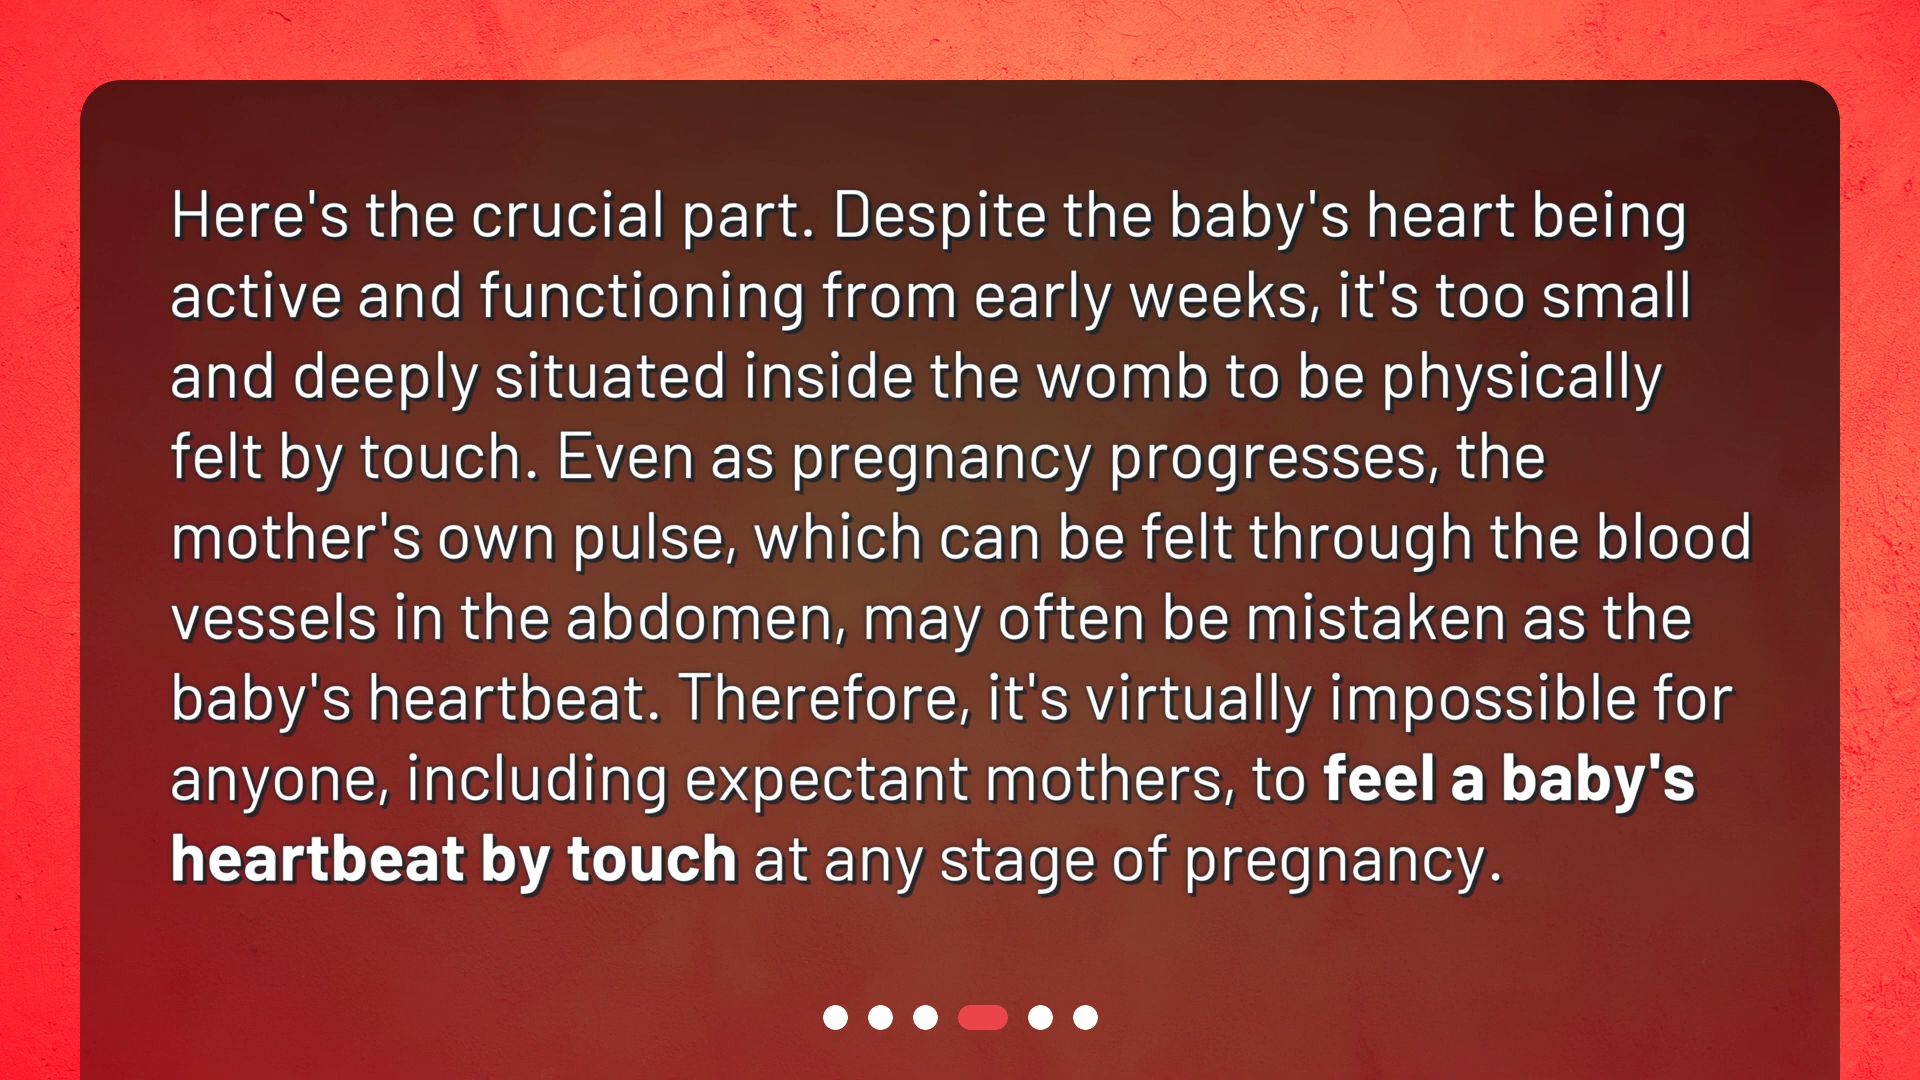 Here's the crucial part. Despite the baby's heart being
active and functioning from early weeks, it's too small
and deeply situated inside the womb to be physically
felt by touch. Even as pregnancy progresses, the
mother's own pulse, which can be felt through the blood
vessels in the abdomen, may often be mistaken as the
baby's heartbeat. Therefore, it's virtually impossible for
anyone, including expectant mothers, to feel a baby's
heartbeat by touch at any stage of pregnancy.